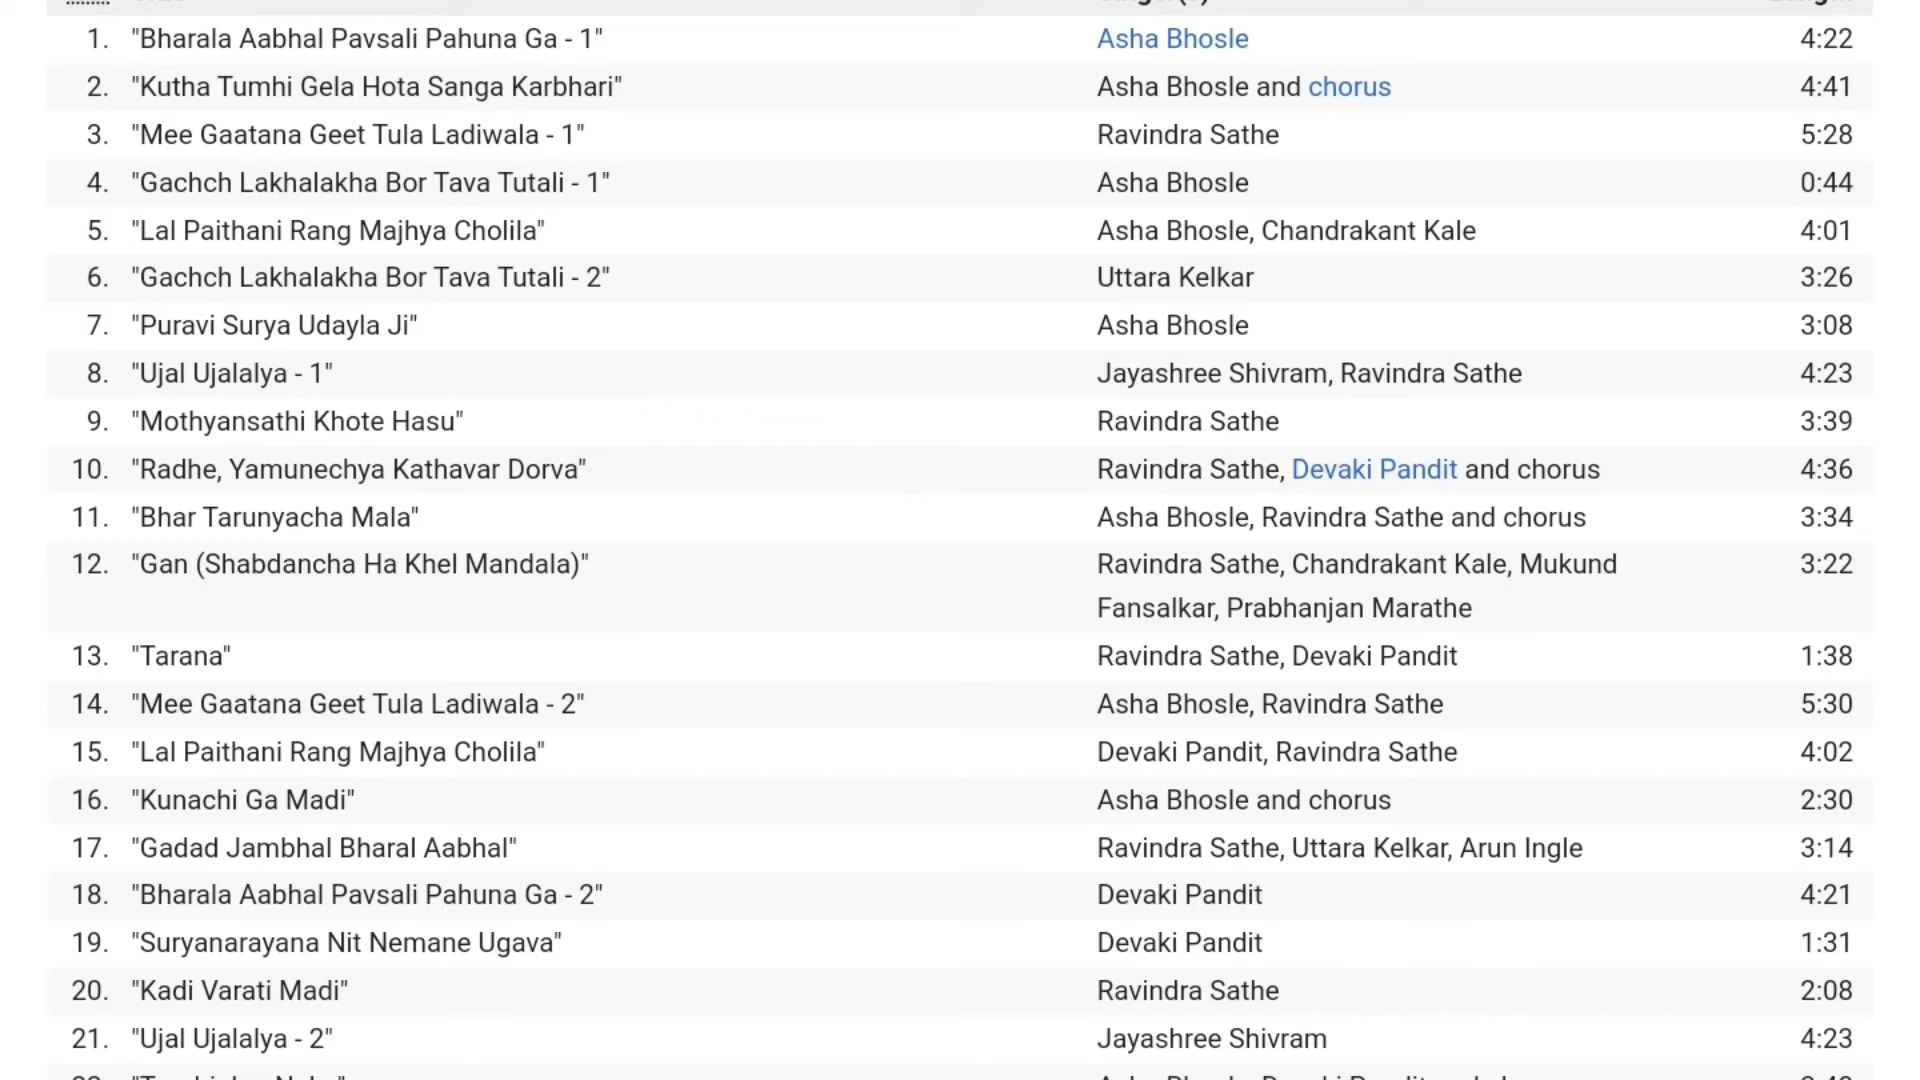 1. "Bharala Aabhal Pavsali Pahuna Ga - 1" Asha Bhosle 4:22
2. "Kutha Tumhi Gela Hota Sanga Karbhari" Asha Bhosle and chorus 4:41
3. "Mee Gaatana Geet Tula Ladiwala - 1" Ravindra Sathe 5:28
4. "Gachch Lakhalakha Bor Tava Tutali - 1" Asha Bhosle 0:44
5. "Lal Paithani Rang Majhya Cholila" Asha Bhosle, Chandrakant Kale 4:01
6. "Gachch Lakhalakha Bor Tava Tutali - 2" Uttara Kelkar 3:26
7. "Puravi Surya Udayla Ji" Asha Bhosle 3:08
8. "Ujal Ujalalya - 1" Jayashree Shivram, Ravindra Sathe 4:23
9. "Mothyansathi Khote Hasu" Ravindra Sathe 3:39
10. "Radhe, Yamunechya Kathavar Dorva" Ravindra Sathe, Devaki Pandit and chorus 4:36
11. "Bhar Tarunyacha Mala" Asha Bhosle, Ravindra Sathe and chorus 3:34
12. "Gan (Shabdancha Ha Khel Mandala)" Ravindra Sathe, Chandrakant Kale, Mukund 3:22
Fansalkar, Prabhanjan Marathe
13. "Tarana" Ravindra Sathe, Devaki Pandit 1:38
14. "Mee Gaatana Geet Tula Ladiwala - 2" Asha Bhosle, Ravindra Sathe 5:30
15. "Lal Paithani Rang Majhya Cholila" Devaki Pandit, Ravindra Sathe 4:02
16. "Kunachi Ga Madi" Asha Bhosle and chorus 2:30
17. "Gadad Jambhal Bharal Aabhal" Ravindra Sathe, Uttara Kelkar, Arun Ingle 3:14
18. "Bharala Aabhal Pavsali Pahuna Ga - 2" Devaki Pandit 4:21
19. "Suryanarayana Nit Nemane Ugava" Devaki Pandit 1:31
20. "Kadi Varati Madi" Ravindra Sathe 2:08
21. "Ujal Ujalalya - 2" Jayashree Shivram 4:23